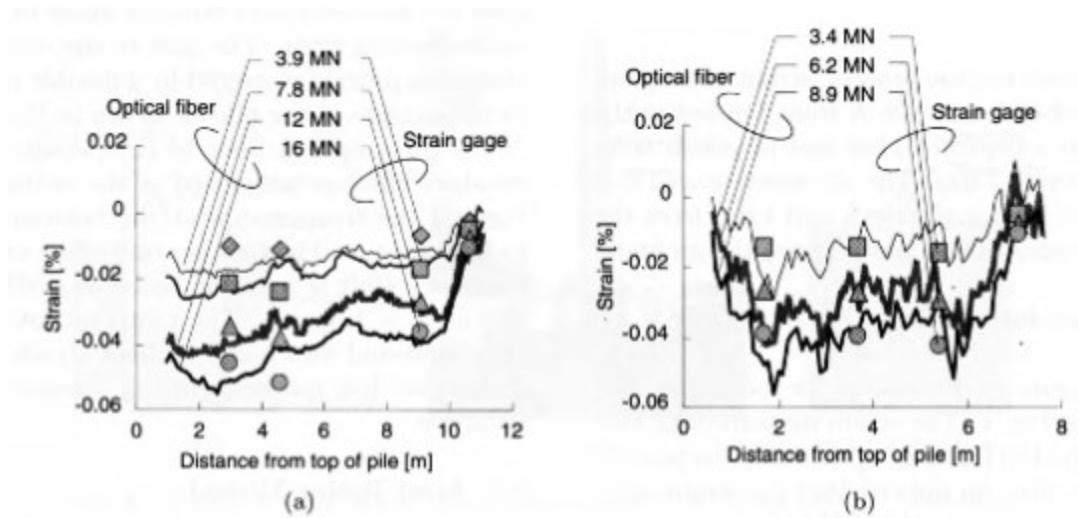 3.9 MN
7.8 MN
12 MN
16 MN
Optical fiber
Strain gage
0.02
0
-0.02
-0.04
-0.06
Strain [%]
0 2 4 6 8 10 12
Distance from top of pile [m]
(a)
3.4 MN
6.2 MN
8.9 MN
Optical fiber
Strain gage
0.02
0
-0.02
-0.04
-0.06
Strain [%]
0 2 4 6 8
Distance from top of pile [m]
(b)